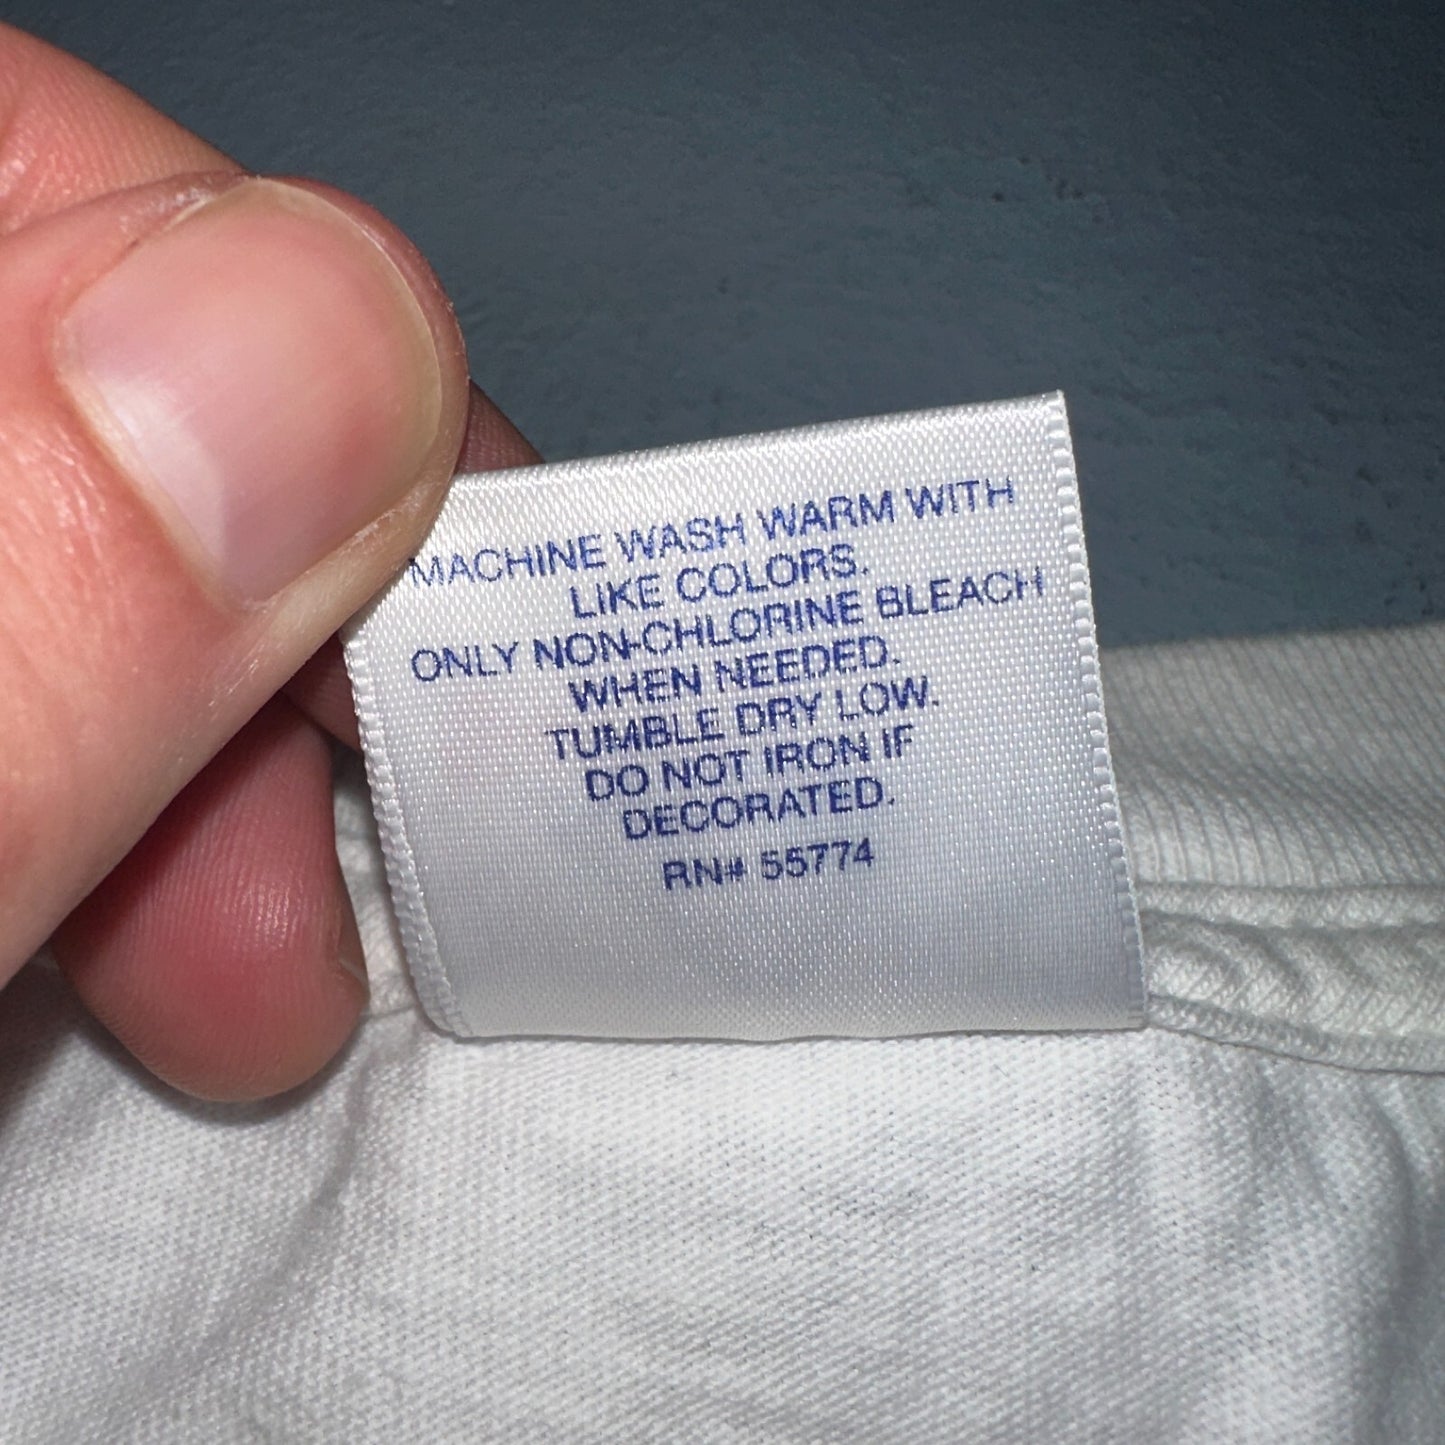 MACHINE WASH WARM WITH
LIKE COLORS.
ONLY NON-CHLORINE BLEACH
WHEN NEEDED.
TUMBLE DRY LOW.
DO NOT IRON IF
DECORATED.
RN# 55774